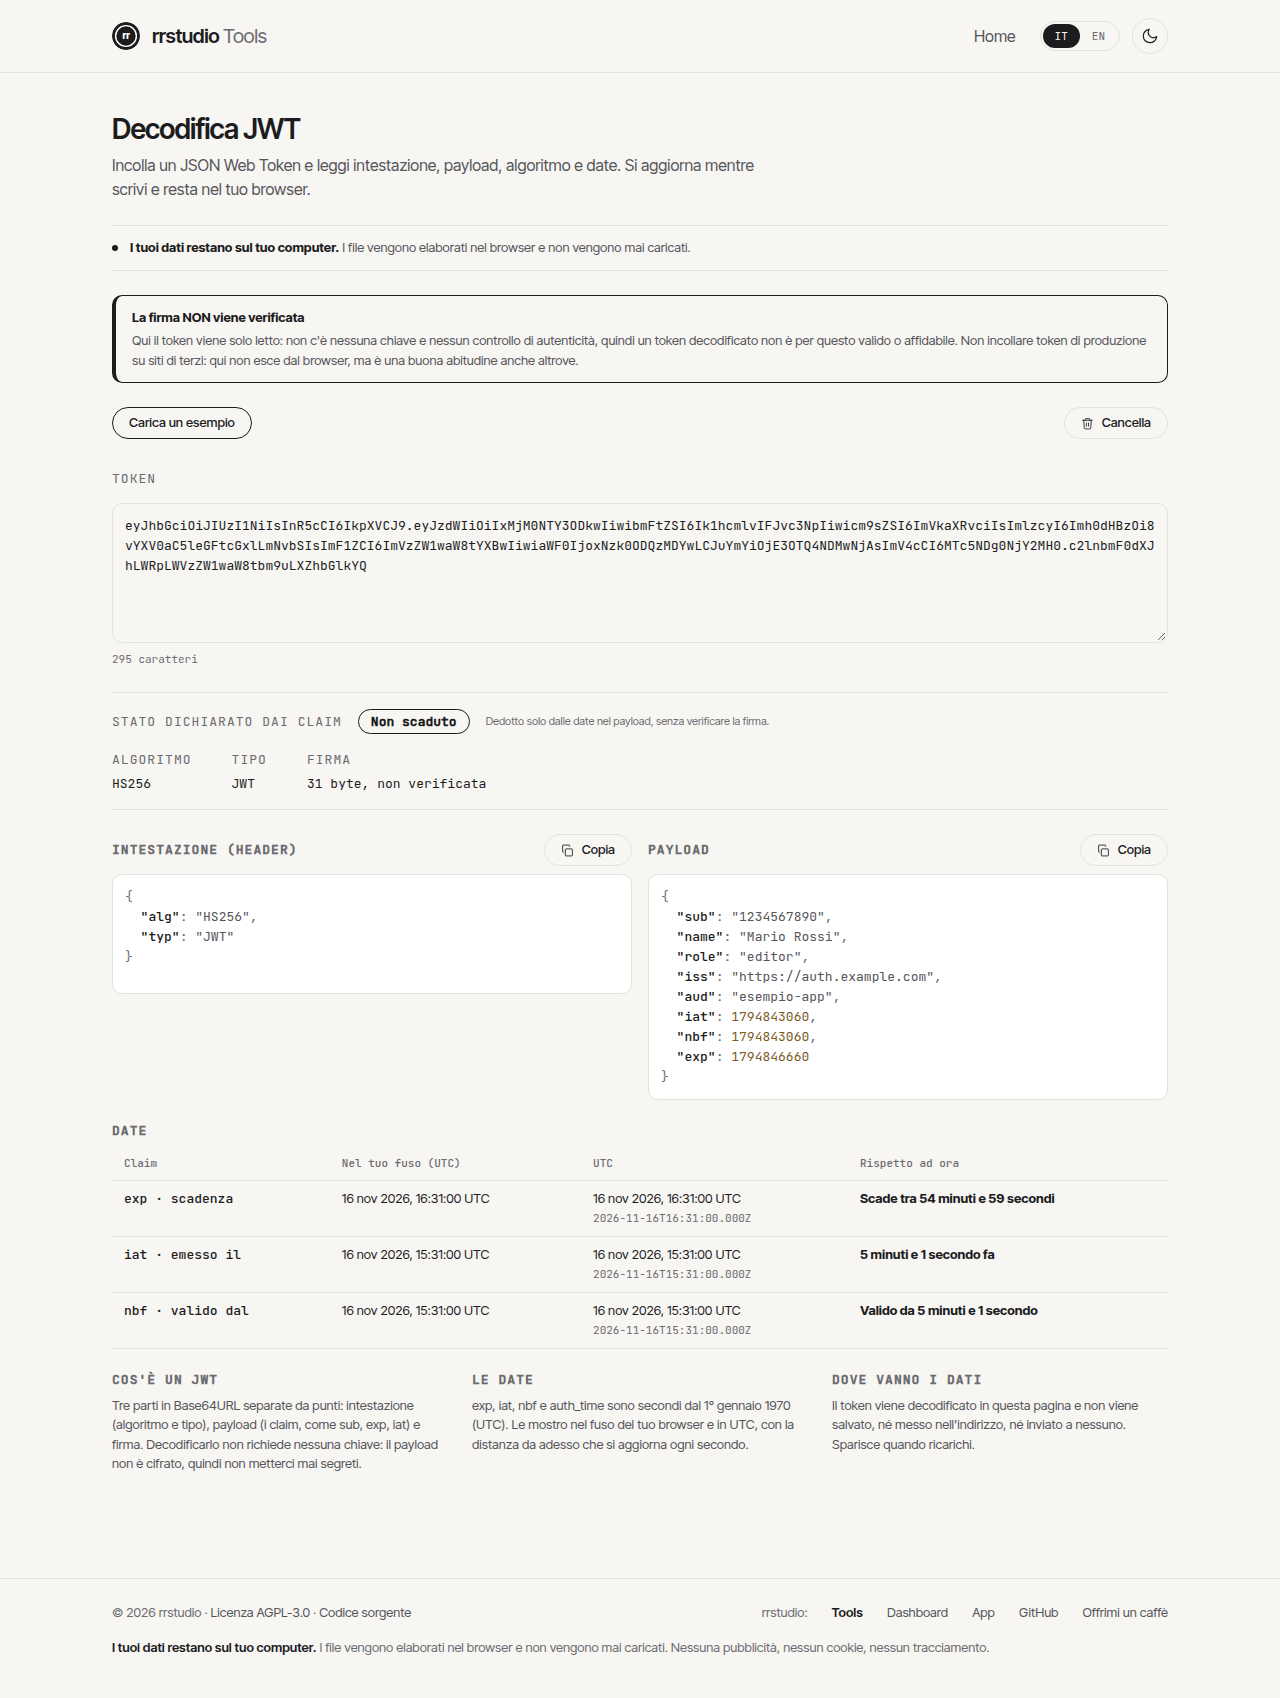 rr rrstudio Tools
Home
IT EN
Decodifica JWT
Incolla un JSON Web Token e leggi intestazione, payload, algoritmo e date. Si aggiorna mentre
scrivi e resta nel tuo browser.
I tuoi dati restano sul tuo computer. I file vengono elaborati nel browser e non vengono mai caricati.
La firma NON viene verificata
Qui il token viene solo letto: non c'è nessuna chiave e nessun controllo di autenticità, quindi un token decodificato non è per questo valido o affidabile. Non incollare token di produzione
su siti di terzi: qui non esce dal browser, ma è una buona abitudine anche altrove.
Carica un esempio
Cancella
TOKEN
eyJhbGciOiJIUzI1NiIsInR5cCI6IkpXVCJ9.eyJzdWIiOiIxMjM0NTY3ODkwIiwibmFtZSI6Ik1hcmlvIFJvc3NpIiwicm9sZSI6ImVkaXRvciIsImlzcyI6Imh0dHBzOi8
vYXV0aC5leGFtcGxlLmNvbSIsImF1ZCI6ImVzZW1waW8tYXBwIiwiaWF0IjoxNzk0ODQzMDYwLCJuYmYiOjE3OTQ4NDMwNjAsImV4cCI6MTc5NDg0NjY2MH0.c2lnbmF0dXJ
hLWRpLWVzZW1waW8tbm9uLXZhbGlkYQ
295 caratteri
STATO DICHIARATO DAI CLAIM
Non scaduto
Dedotto solo dalle date nel payload, senza verificare la firma.
ALGORITMO TIPO FIRMA
HS256 JWT 31 byte, non verificata
INTESTAZIONE (HEADER)
Copia
{
"alg": "HS256",
"typ": "JWT"
}
PAYLOAD
Copia
{
"sub": "1234567890",
"name": "Mario Rossi",
"role": "editor",
"iss": "https://auth.example.com",
"aud": "esempio-app",
"iat": 1794843060,
"nbf": 1794843060,
"exp": 1794846660
}
DATE
Claim Nel tuo fuso (UTC) UTC Rispetto ad ora
exp · scadenza 16 nov 2026, 16:31:00 UTC 16 nov 2026, 16:31:00 UTC Scade tra 54 minuti e 59 secondi
2026-11-16T16:31:00.000Z
iat · emesso il 16 nov 2026, 15:31:00 UTC 16 nov 2026, 15:31:00 UTC 5 minuti e 1 secondo fa
2026-11-16T15:31:00.000Z
nbf · valido dal 16 nov 2026, 15:31:00 UTC 16 nov 2026, 15:31:00 UTC Valido da 5 minuti e 1 secondo
2026-11-16T15:31:00.000Z
COS'È UN JWT
Tre parti in Base64URL separate da punti: intestazione
(algoritmo e tipo), payload (i claim, come sub, exp, iat) e
firma. Decodificarlo non richiede nessuna chiave: il payload
non è cifrato, quindi non metterci mai segreti.
LE DATE
exp, iat, nbf e auth_time sono secondi dal 1° gennaio 1970
(UTC). Le mostro nel fuso del tuo browser e in UTC, con la
distanza da adesso che si aggiorna ogni secondo.
DOVE VANNO I DATI
Il token viene decodificato in questa pagina e non viene
salvato, né messo nell'indirizzo, né inviato a nessuno.
Sparisce quando ricarichi.
© 2026 rrstudio · Licenza AGPL-3.0 · Codice sorgente
rrstudio: Tools Dashboard App GitHub Offrimi un caffè
I tuoi dati restano sul tuo computer. I file vengono elaborati nel browser e non vengono mai caricati. Nessuna pubblicità, nessun cookie, nessun tracciamento.